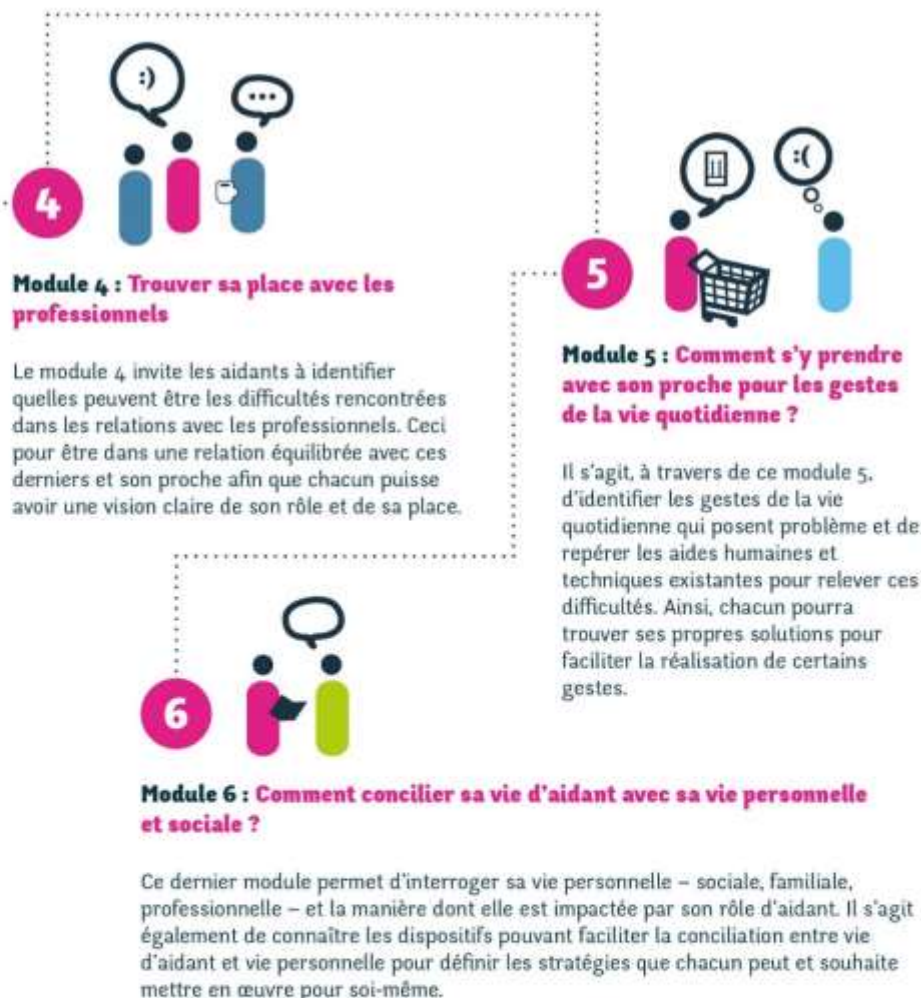 :)
...
4
Module 4 : Trouver sa place avec les
professionnels
Le module 4 invite les aidants à identifier
quelles peuvent être les difficultés rencontrées
dans les relations avec les professionnels. Ceci
pour être dans une relation équilibrée avec ces
derniers et son proche afin que chacun puisse
avoir une vision claire de son rôle et de sa place.
:(
5
Module 5 : Comment s'y prendre
avec son proche pour les gestes
de la vie quotidienne ?
Il s'agit, à travers de ce module 5,
d'identifier les gestes de la vie
quotidienne qui posent problème et de
repérer les aides humaines et
techniques existantes pour relever ces
difficultés. Ainsi, chacun pourra
trouver ses propres solutions pour
faciliter la réalisation de certains
gestes.
6
Module 6 : Comment concilier sa vie d'aidant avec sa vie personnelle
et sociale ?
Ce dernier module permet d'interroger sa vie personnelle – sociale, familiale,
professionnelle – et la manière dont elle est impactée par son rôle d'aidant. Il s'agit
également de connaître les dispositifs pouvant faciliter la conciliation entre vie
d'aidant et vie personnelle pour définir les stratégies que chacun peut et souhaite
mettre en œuvre pour soi-même.